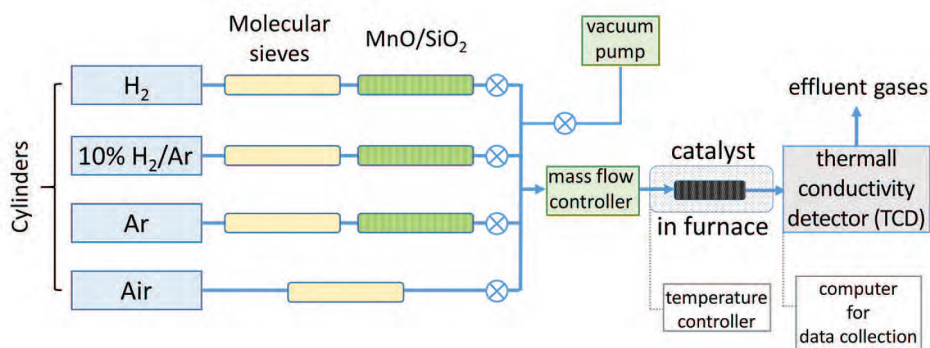 Molecular
sieves
MnO/SiO₂
vacuum
pump
Cylinders
H₂
10% H₂/Ar
Ar
Air
mass flow
controller
catalyst
in furnace
effluent gases
thermall
conductivity
detector (TCD)
temperature
controller
computer
for
data collection